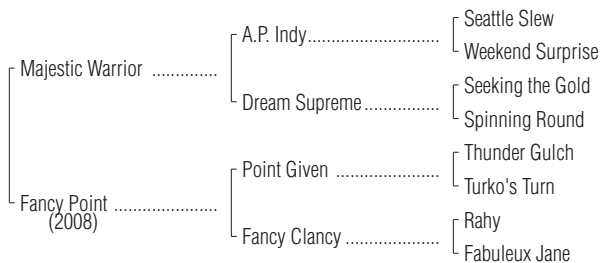 Seattle Slew
A.P. Indy
Weekend Surprise
Majestic Warrior
Seeking the Gold
Dream Supreme
Spinning Round
Thunder Gulch
Point Given
Turko's Turn
Fancy Point
(2008)
Rahy
Fancy Clancy
Fabuleux Jane